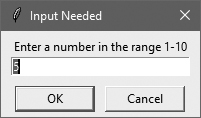 Input Needed
Enter a number in the range 1-10
5
OK
Cancel